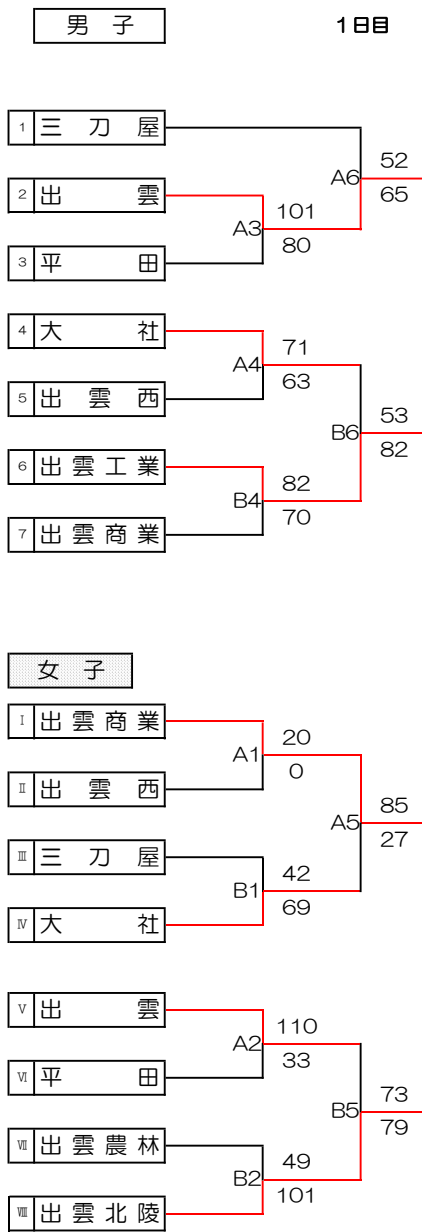 男子
1日目
1 三刀屋
A6 52
65
2 出雲
A3 101
80
3 平田
4 大社
A4 71
63
5 出雲西
B6 53
82
6 出雲工業
B4 82
70
7 出雲商業
女子
Ⅰ 出雲商業
A1 20
0
Ⅱ 出雲西
A5 85
27
Ⅲ 三刀屋
B1 42
69
Ⅳ 大社
Ⅴ 出雲
A2 110
33
Ⅵ 平田
B5 73
79
Ⅶ 出雲農林
B2 49
101
Ⅷ 出雲北陵